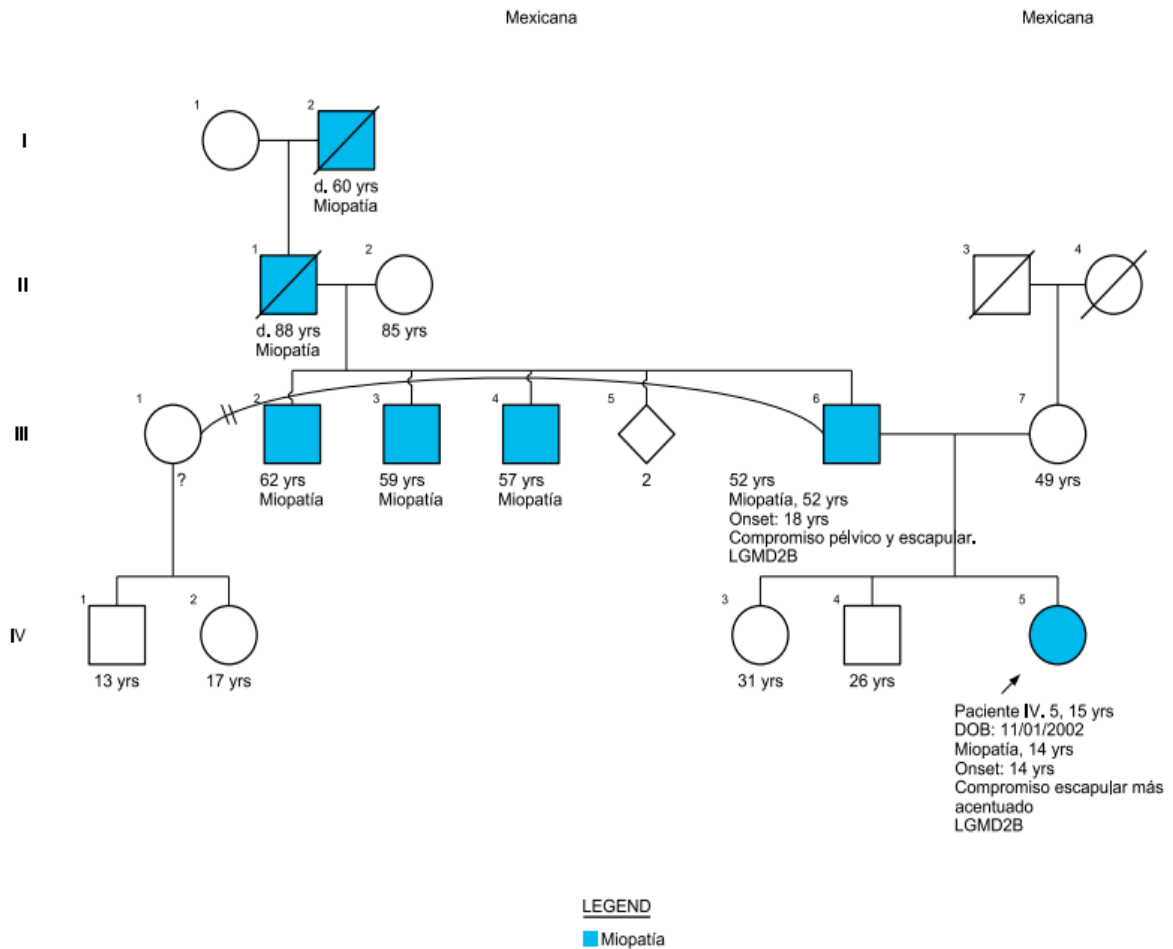 Mexicana
Mexicana
I
1
2
d. 60 yrs
Miopatía
II
1
2
3
4
d. 88 yrs
Miopatía
85 yrs
III
1
2
3
4
5
6
7
?
62 yrs
Miopatía
59 yrs
Miopatía
57 yrs
Miopatía
2
52 yrs
Miopatía, 52 yrs
Onset: 18 yrs
Compromiso pélvico y escapular.
LGMD2B
49 yrs
IV
1
2
3
4
5
13 yrs
17 yrs
31 yrs
26 yrs
Paciente IV. 5, 15 yrs
DOB: 11/01/2002
Miopatía, 14 yrs
Onset: 14 yrs
Compromiso escapular más
acentuado
LGMD2B
LEGEND
Miopatía